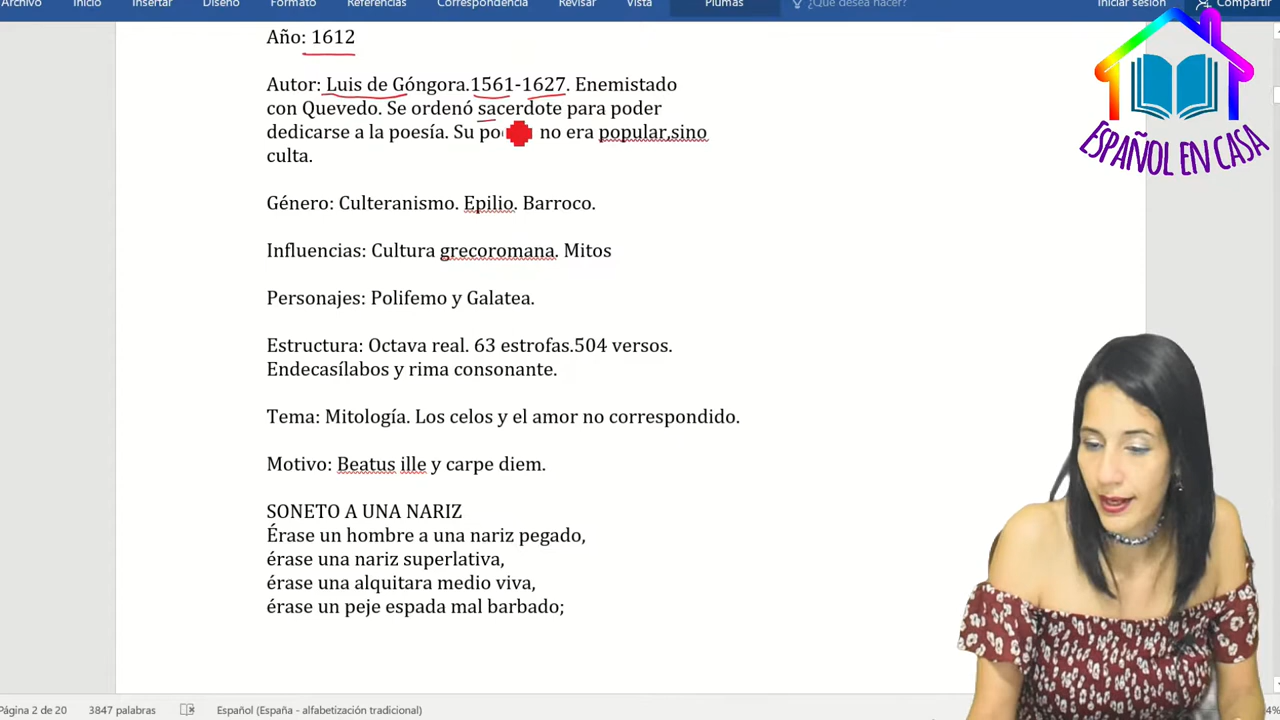 Archivo Inicio Insertar Diseño Formato Referencias Correspondencia Revisar Vista Plumas ¿Qué desea hacer? Iniciar sesión Compartir
Año: 1612
Autor: Luis de Góngora.1561-1627. Enemistado
con Quevedo. Se ordenó sacerdote para poder
dedicarse a la poesía. Su no era popular,sino
culta.
Género: Culteranismo. Epilio. Barroco.
Influencias: Cultura grecoromana. Mitos
Personajes: Polifemo y Galatea.
Estructura: Octava real. 63 estrofas.504 versos.
Endecasílabos y rima consonante.
Tema: Mitología. Los celos y el amor no correspondido.
Motivo: Beatus ille y carpe diem.
SONETO A UNA NARIZ
Érase un hombre a una nariz pegado,
érase una nariz superlativa,
érase una alquitara medio viva,
érase un peje espada mal barbado;
ESPAÑOL EN CASA
Página 2 de 20 3847 palabras Español (España - alfabetización tradicional)